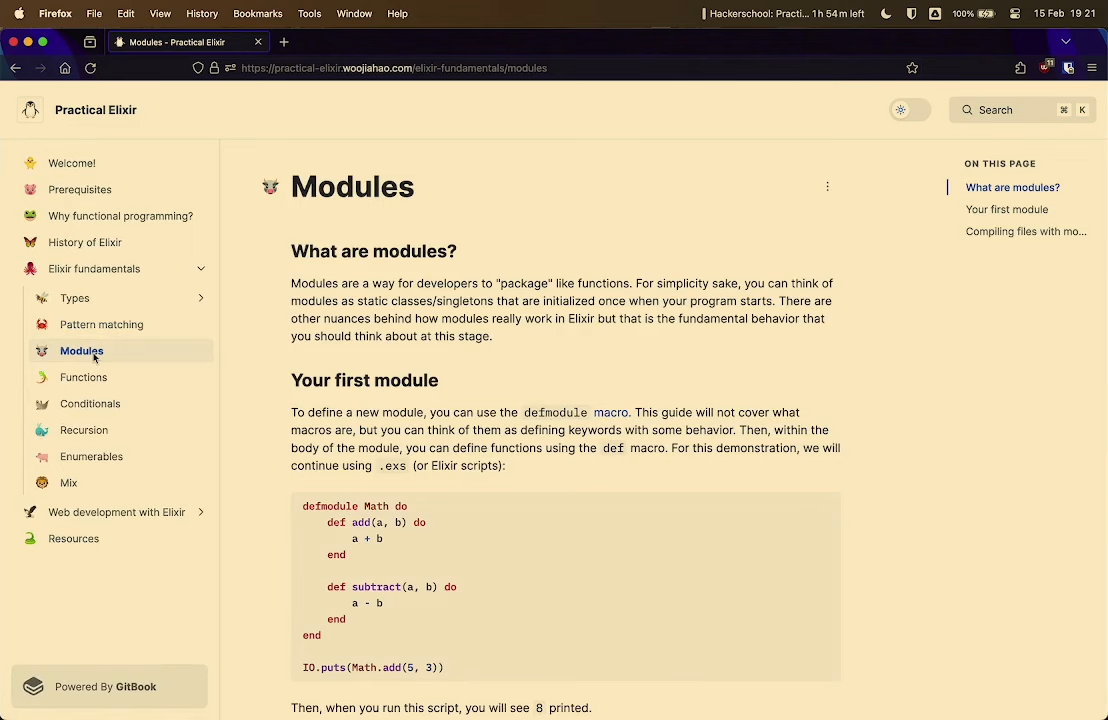 Firefox File Edit View History Bookmarks Tools Window Help
Hackerschool: Practi... 1 h 54 m left 100% 15 Feb 19 21
Modules - Practical Elixir
https://practical-elixir.woojiahao.com/elixir-fundamentals/modules
11
Practical Elixir
Search ⌘ K
Welcome!
Prerequisites
Why functional programming?
History of Elixir
Elixir fundamentals
Types
Pattern matching
Modules
Functions
Conditionals
Recursion
Enumerables
Mix
Web development with Elixir
Resources
Powered By GitBook
Modules
What are modules?
Modules are a way for developers to "package" like functions. For simplicity sake, you can think of
modules as static classes/singletons that are initialized once when your program starts. There are
other nuances behind how modules really work in Elixir but that is the fundamental behavior that
you should think about at this stage.
Your first module
To define a new module, you can use the defmodule macro. This guide will not cover what
macros are, but you can think of them as defining keywords with some behavior. Then, within the
body of the module, you can define functions using the def macro. For this demonstration, we will
continue using .exs (or Elixir scripts):
defmodule Math do
    def add(a, b) do
        a + b
    end
    def subtract(a, b) do
        a - b
    end
end
IO.puts(Math.add(5, 3))
Then, when you run this script, you will see 8 printed.
ON THIS PAGE
What are modules?
Your first module
Compiling files with mo...